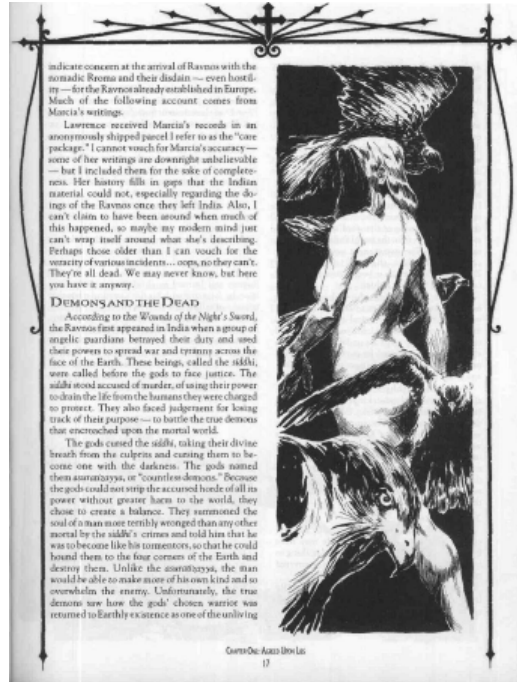 indicate concern at the arrival of Ravnos with the
nomadic Rroma and their disdain — even hostil-
ity — for the Ravnos already established in Europe.
Much of the following account comes from
Marcia's writings.
Lawrence received Marcia's records in an
anonymously shipped parcel I refer to as the "care
package." I cannot vouch for Marcia's accuracy —
some of her writings are downright unbelievable
— but I included them for the sake of complete-
ness. Her history fills in gaps that the Indian
material could not, especially regarding the do-
ings of the Ravnos once they left India. Also, I
can't claim to have been around when much of
this happened, so maybe my modern mind just
can't wrap itself around what she's describing.
Perhaps those older than I can vouch for the
veracity of various incidents... oops, no they can't.
They're all dead. We may never know, but here
you have it anyway.
DEMONS AND THE DEAD
According to the Wounds of the Night's Sword,
the Ravnos first appeared in India when a group of
angelic guardians betrayed their duty and used
their powers to spread war and tyranny across the
face of the Earth. These beings, called the siddhi,
were called before the gods to face justice. The
siddhi stood accused of murder, of using their power
to drain the life from the humans they were charged
to protect. They also faced judgement for losing
track of their purpose — to battle the true demons
that encroached upon the mortal world.
The gods cursed the siddhi, taking their divine
breath from the culprits and cursing them to be-
come one with the darkness. The gods named
them asuratizayya, or "countless demons." Because
the gods could not strip the accursed horde of all its
power without greater harm to the world, they
chose to create a balance. They summoned the
soul of a man more terribly wronged than any other
mortal by the siddhi's crimes and told him that he
was to become like his tormentors, so that he could
hound them to the four corners of the Earth and
destroy them. Unlike the asuratizayya, the man
would be able to make more of his own kind and so
overwhelm the enemy. Unfortunately, the true
demons saw how the gods' chosen warrior was
returned to Earthly existence as one of the unliving
CHAPTER ONE: AGREED UPON LIES
17